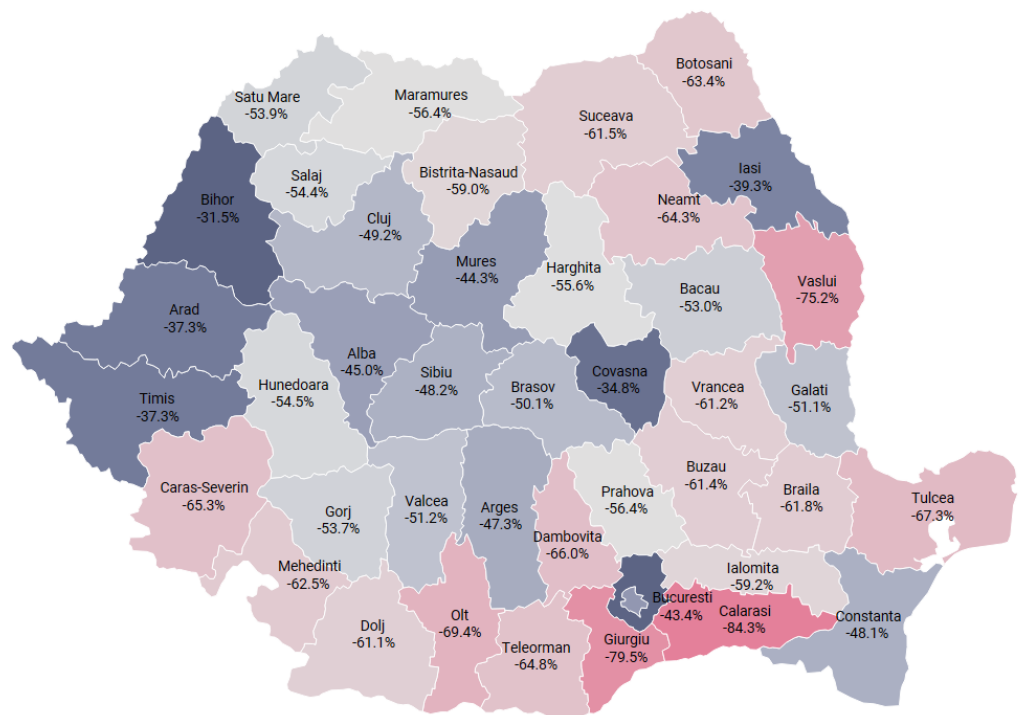 Botosani
-63.4%
Satu Mare
-53.9%
Maramures
-56.4%
Suceava
-61.5%
Iasi
-39.3%
Salaj
-54.4%
Bistrita-Nasaud
-59.0%
Bihor
-31.5%
Cluj
-49.2%
Neamt
-64.3%
Mures
-44.3%
Harghita
-55.6%
Bacau
-53.0%
Vaslui
-75.2%
Arad
-37.3%
Alba
-45.0%
Sibiu
-48.2%
Brasov
-50.1%
Covasna
-34.8%
Vrancea
-61.2%
Galati
-51.1%
Hunedoara
-54.5%
Timis
-37.3%
Caras-Severin
-65.3%
Gorj
-53.7%
Valcea
-51.2%
Arges
-47.3%
Prahova
-56.4%
Buzau
-61.4%
Braila
-61.8%
Tulcea
-67.3%
Dambovita
-66.0%
Mehedinti
-62.5%
Ialomita
-59.2%
Bucuresti
-43.4%
Calarasi
-84.3%
Constanta
-48.1%
Dolj
-61.1%
Olt
-69.4%
Teleorman
-64.8%
Giurgiu
-79.5%